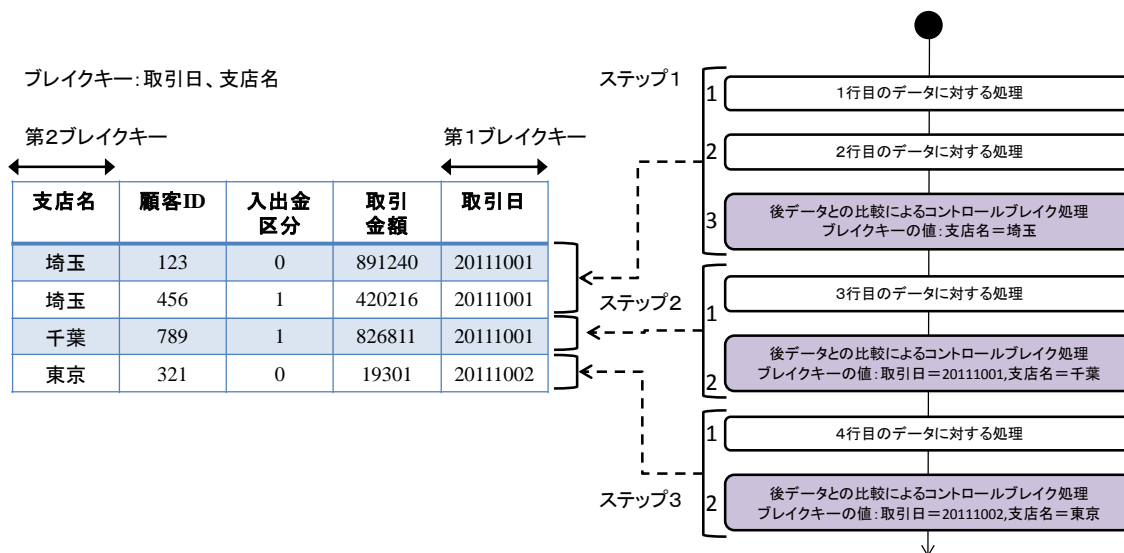 ブレイクキー：取引日、支店名
第2ブレイクキー
第1ブレイクキー
支店名 顧客ID 入出金区分 取引金額 取引日
埼玉 123 0 891240 20111001
埼玉 456 1 420216 20111001
千葉 789 1 826811 20111001
東京 321 0 19301 20111002
ステップ1
1 1行目のデータに対する処理
2 2行目のデータに対する処理
3 後データとの比較によるコントロールブレイク処理
ブレイクキーの値：支店名＝埼玉
ステップ2
1 3行目のデータに対する処理
2 後データとの比較によるコントロールブレイク処理
ブレイクキーの値：取引日＝20111001,支店名＝千葉
ステップ3
1 4行目のデータに対する処理
2 後データとの比較によるコントロールブレイク処理
ブレイクキーの値：取引日＝20111002,支店名＝東京